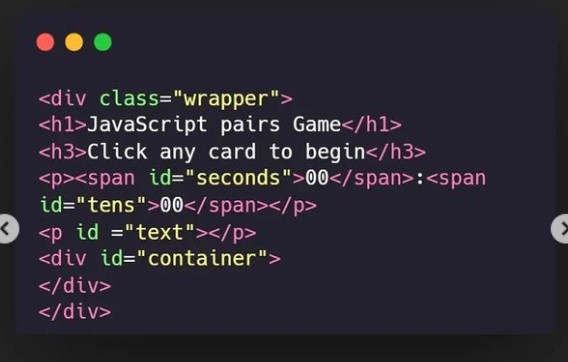 <div class="wrapper">
<h1>JavaScript pairs Game</h1>
<h3>Click any card to begin</h3>
<p><span id="seconds">00</span>:<span
id="tens">00</span></p>
<p id ="text"></p>
<div id="container">
</div>
</div>